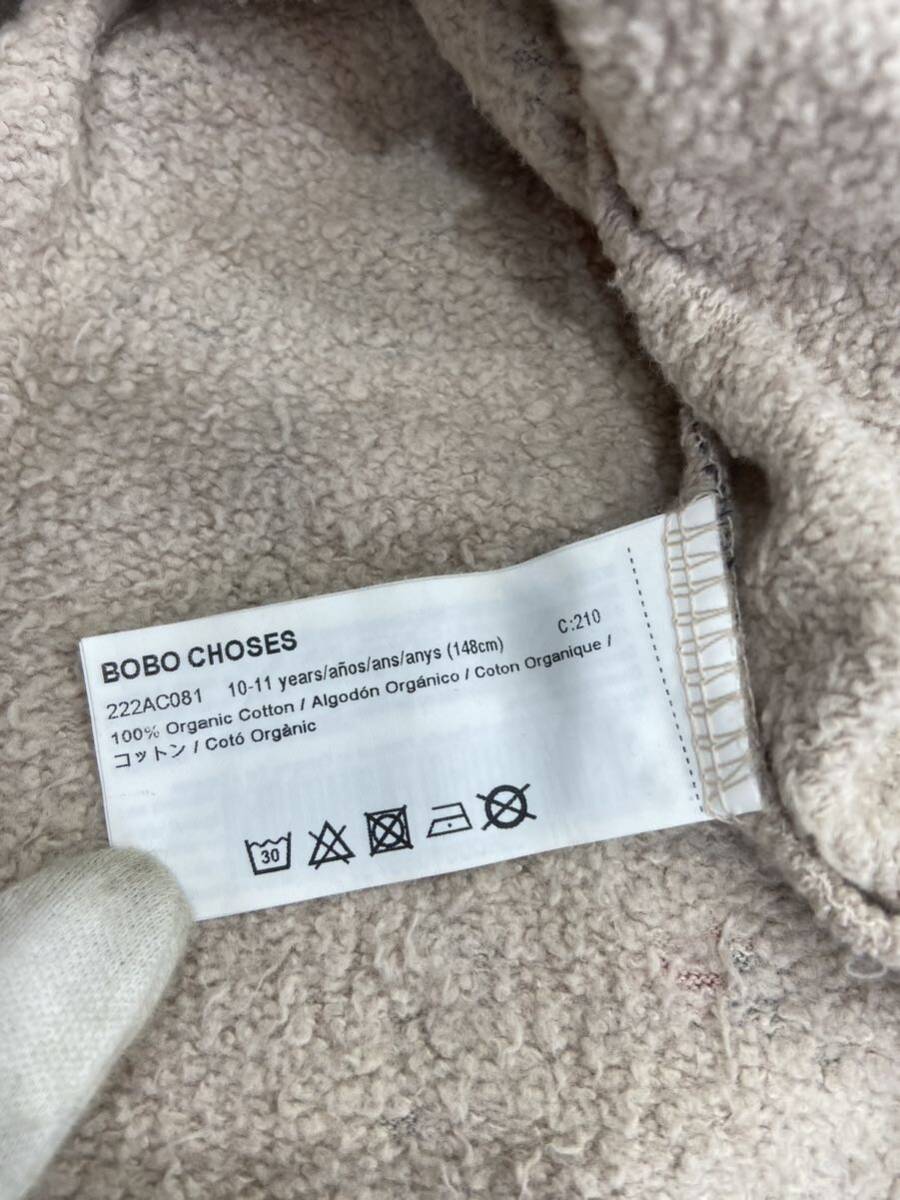 BOBO CHOSES
222AC081 10-11 years/años/ans/anys (148cm) C:210
100% Organic Cotton / Algodón Orgánico / Coton Organique /
コットン / Cotó Orgànic
30